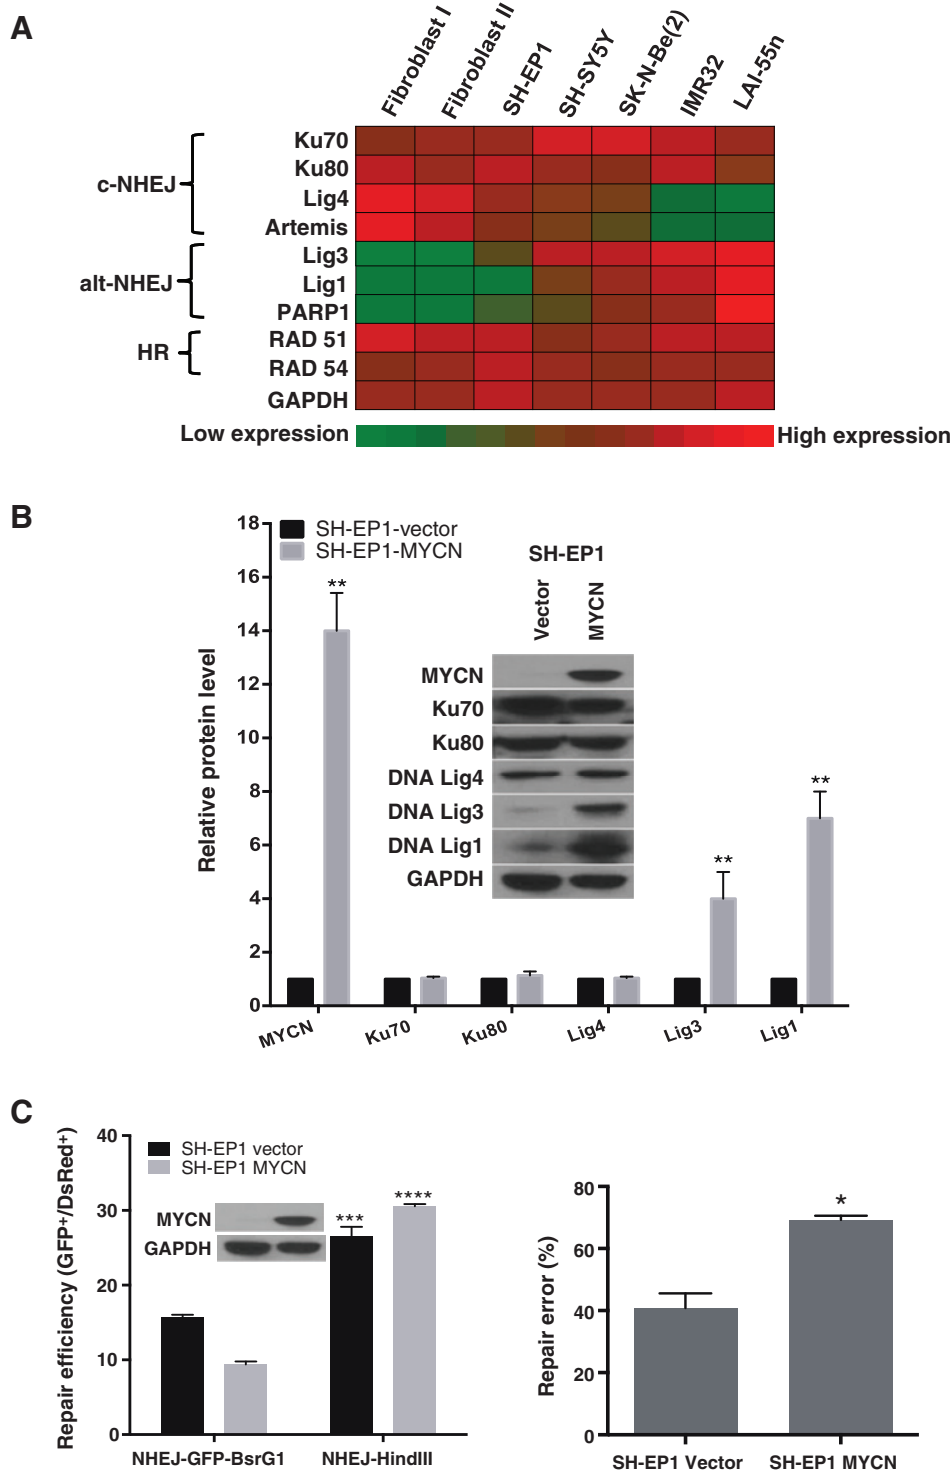 A
Fibroblast I
Fibroblast II
SH-EP1
SH-SY5Y
SK-N-Be(2)
IMR32
LAI-55n
c-NHEJ
alt-NHEJ
HR
Ku70
Ku80
Lig4
Artemis
Lig3
Lig1
PARP1
RAD 51
RAD 54
GAPDH
Low expression
High expression
B
Relative protein level
18
16
14
12
10
8
6
4
2
0
SH-EP1-vector
SH-EP1-MYCN
SH-EP1
Vector
MYCN
MYCN
Ku70
Ku80
DNA Lig4
DNA Lig3
DNA Lig1
GAPDH
**
**
**
MYCN
Ku70
Ku80
Lig4
Lig3
Lig1
C
Repair efficiency (GFP+/DsRed+)
40
30
20
10
0
SH-EP1 vector
SH-EP1 MYCN
MYCN
GAPDH
***
****
NHEJ-GFP-BsrG1
NHEJ-HindIII
Repair error (%)
80
60
40
20
0
*
SH-EP1 Vector
SH-EP1 MYCN